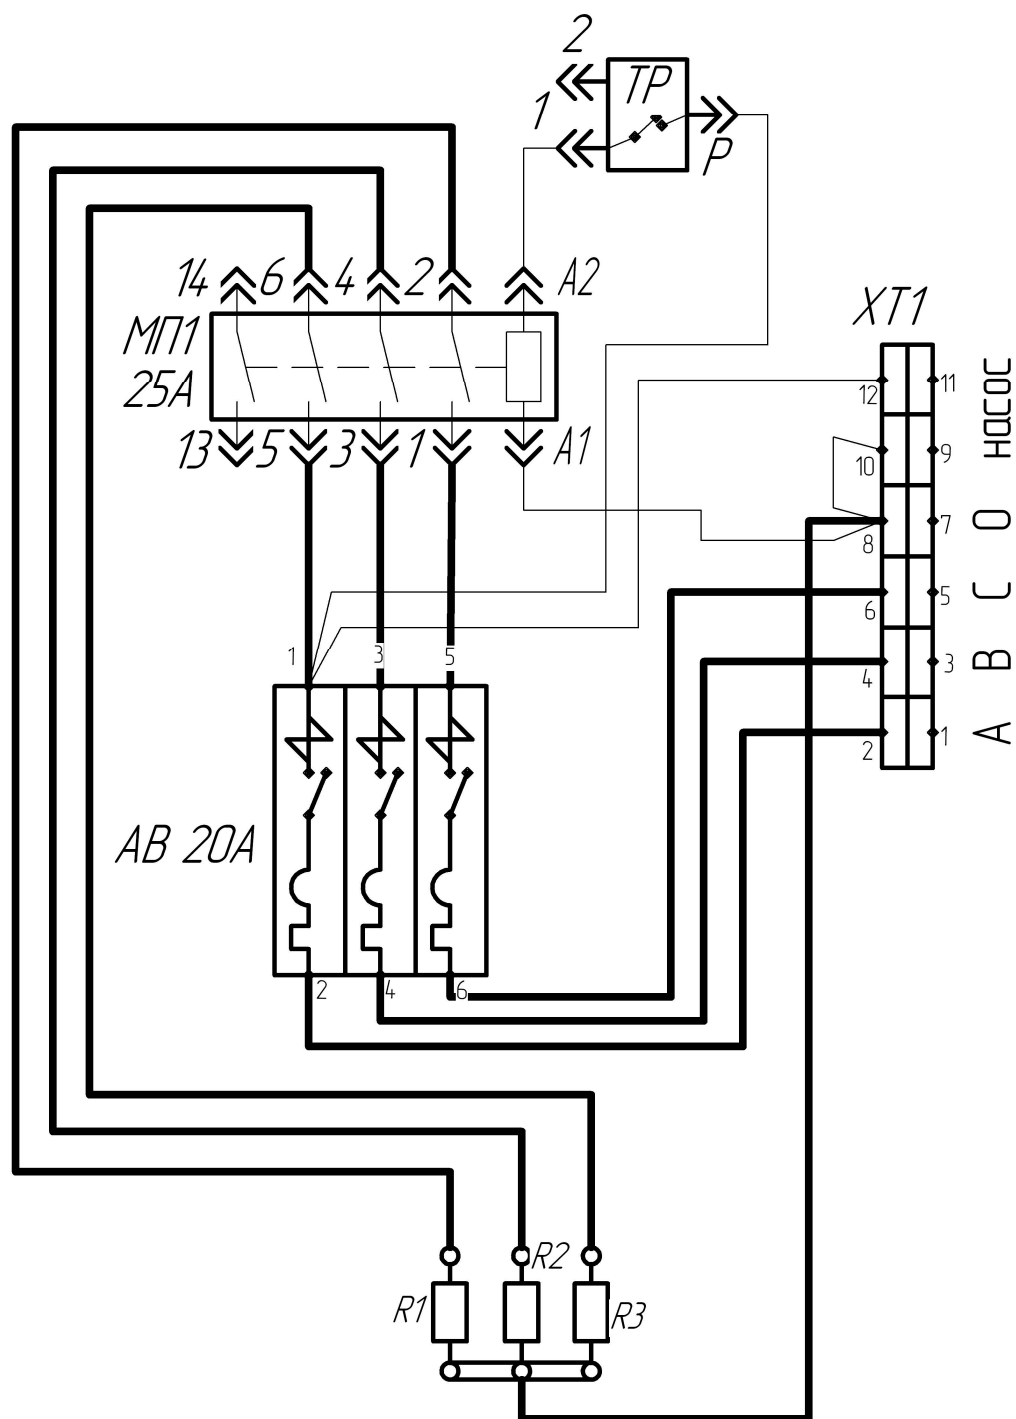 2
ТР
1
Р
14 6 4 2 А2
МП1
25А
13 5 3 1 А1
ХТ1
12 11
10 9
насос
8 7
О
6 5
С
4 3
В
2 1
А
1 3 5
АВ 20А
2 4 6
R1 R2 R3